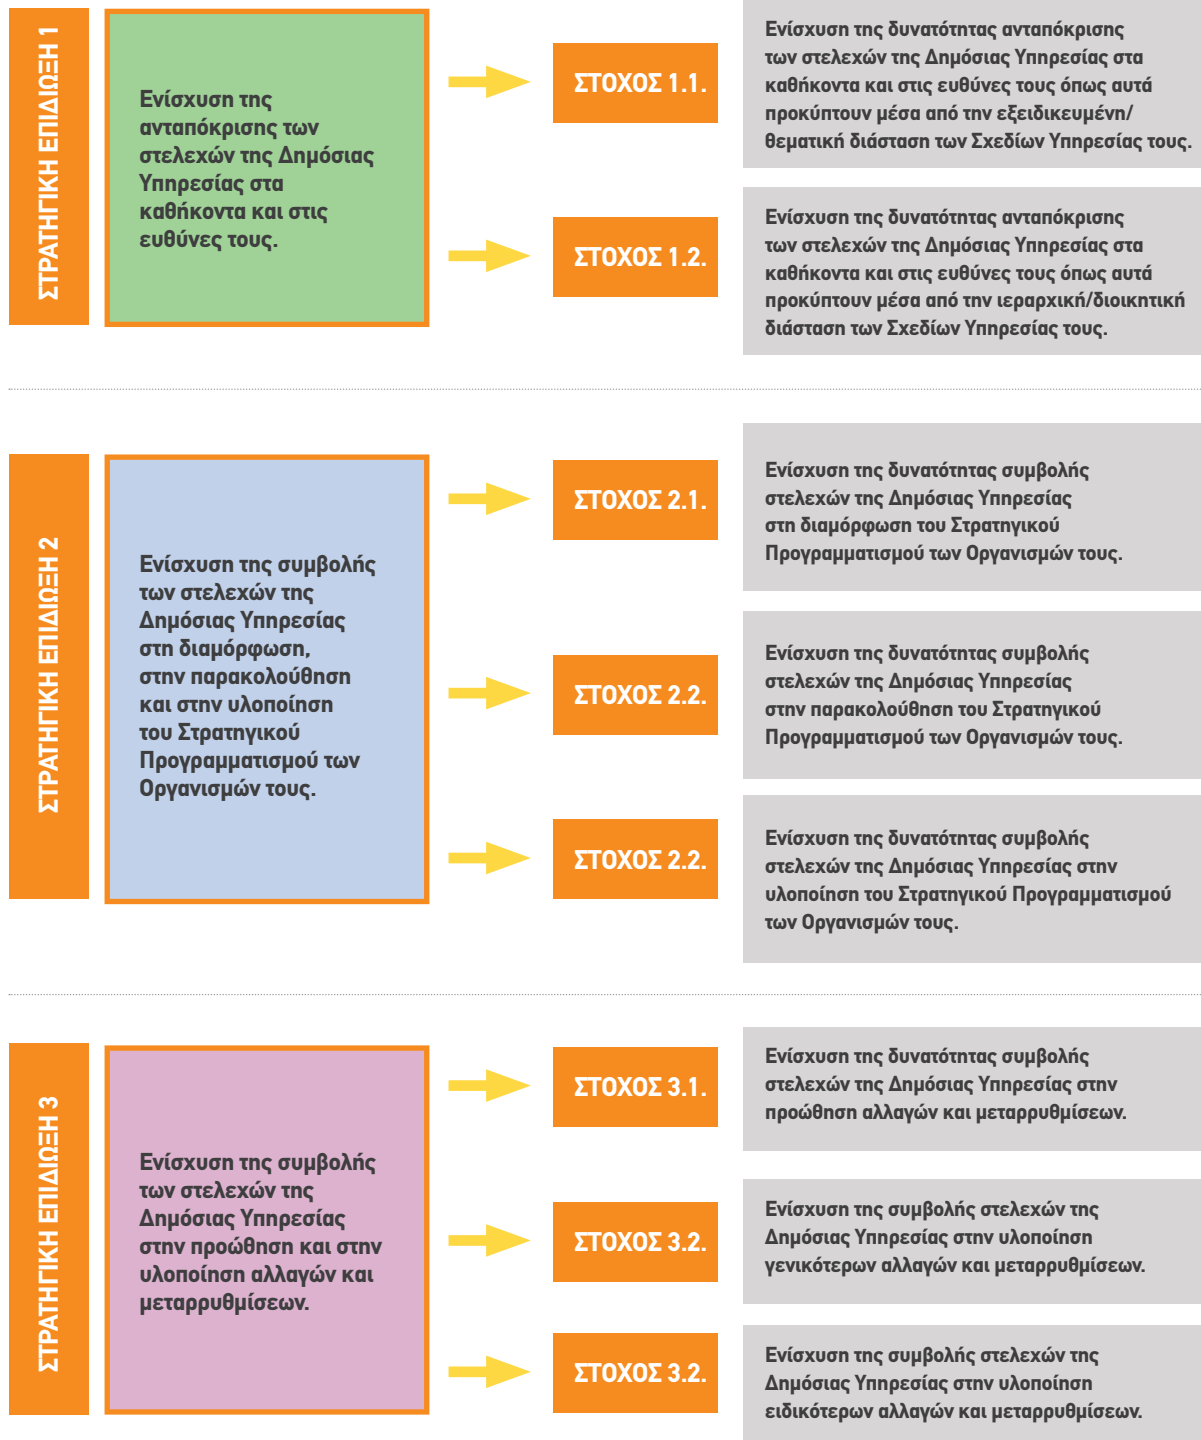 ΣΤΡΑΤΗΓΙΚΗ ΕΠΙΔΙΩΞΗ 1
Ενίσχυση της
ανταπόκρισης των
στελεχών της Δημόσιας
Υπηρεσίας στα
καθήκοντα και στις
ευθύνες τους.
ΣΤΟΧΟΣ 1.1.
Ενίσχυση της δυνατότητας ανταπόκρισης
των στελεχών της Δημόσιας Υπηρεσίας στα
καθήκοντα και στις ευθύνες τους όπως αυτά
προκύπτουν μέσα από την εξειδικευμένη/
θεματική διάσταση των Σχεδίων Υπηρεσίας τους.
ΣΤΟΧΟΣ 1.2.
Ενίσχυση της δυνατότητας ανταπόκρισης
των στελεχών της Δημόσιας Υπηρεσίας στα
καθήκοντα και στις ευθύνες τους όπως αυτά
προκύπτουν μέσα από την ιεραρχική/διοικητική
διάσταση των Σχεδίων Υπηρεσίας τους.
ΣΤΡΑΤΗΓΙΚΗ ΕΠΙΔΙΩΞΗ 2
Ενίσχυση της συμβολής
των στελεχών της
Δημόσιας Υπηρεσίας
στη διαμόρφωση,
στην παρακολούθηση
και στην υλοποίηση
του Στρατηγικού
Προγραμματισμού των
Οργανισμών τους.
ΣΤΟΧΟΣ 2.1.
Ενίσχυση της δυνατότητας συμβολής
στελεχών της Δημόσιας Υπηρεσίας
στη διαμόρφωση του Στρατηγικού
Προγραμματισμού των Οργανισμών τους.
ΣΤΟΧΟΣ 2.2.
Ενίσχυση της δυνατότητας συμβολής
στελεχών της Δημόσιας Υπηρεσίας
στην παρακολούθηση του Στρατηγικού
Προγραμματισμού των Οργανισμών τους.
ΣΤΟΧΟΣ 2.2.
Ενίσχυση της δυνατότητας συμβολής
στελεχών της Δημόσιας Υπηρεσίας στην
υλοποίηση του Στρατηγικού Προγραμματισμού
των Οργανισμών τους.
ΣΤΡΑΤΗΓΙΚΗ ΕΠΙΔΙΩΞΗ 3
Ενίσχυση της συμβολής
των στελεχών της
Δημόσιας Υπηρεσίας
στην προώθηση και στην
υλοποίηση αλλαγών και
μεταρρυθμίσεων.
ΣΤΟΧΟΣ 3.1.
Ενίσχυση της δυνατότητας συμβολής
στελεχών της Δημόσιας Υπηρεσίας στην
προώθηση αλλαγών και μεταρρυθμίσεων.
ΣΤΟΧΟΣ 3.2.
Ενίσχυση της συμβολής στελεχών της
Δημόσιας Υπηρεσίας στην υλοποίηση
γενικότερων αλλαγών και μεταρρυθμίσεων.
ΣΤΟΧΟΣ 3.2.
Ενίσχυση της συμβολής στελεχών της
Δημόσιας Υπηρεσίας στην υλοποίηση
ειδικότερων αλλαγών και μεταρρυθμίσεων.